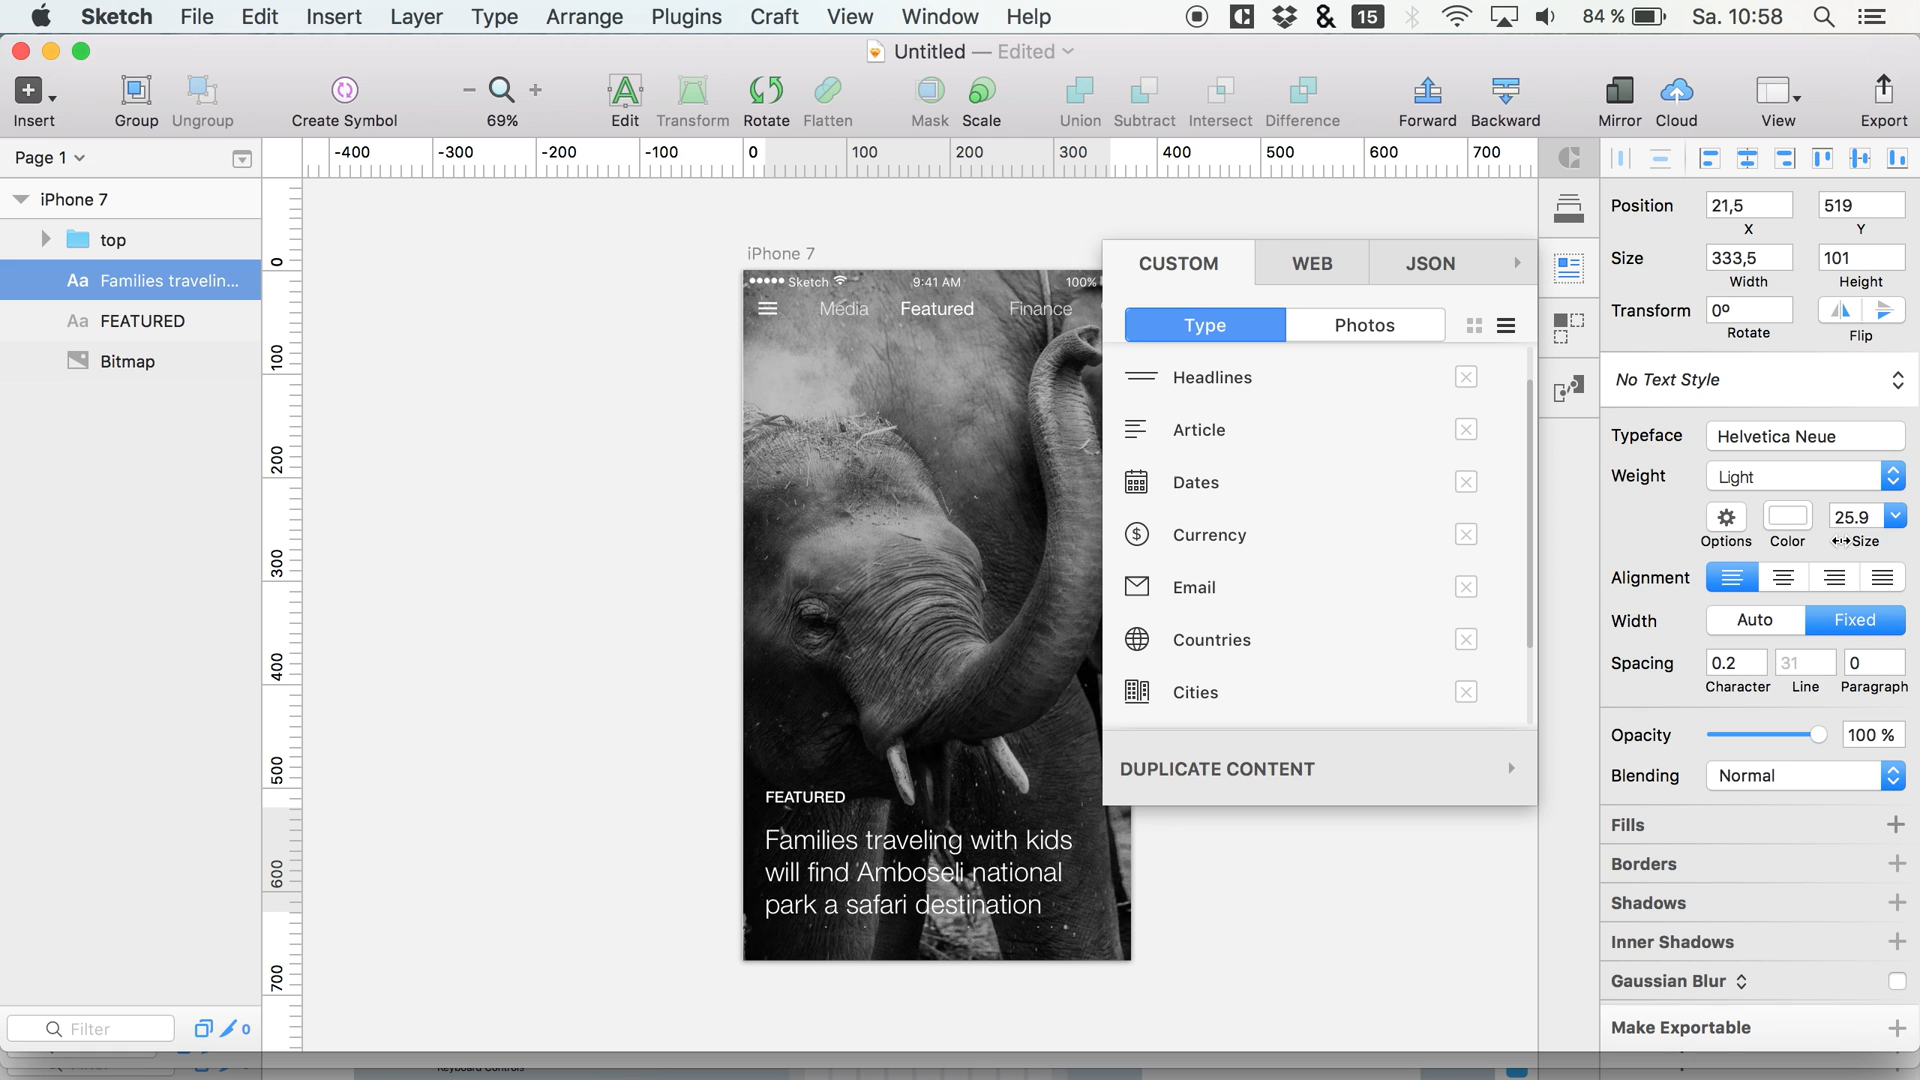 Sketch File Edit Insert Layer Type Arrange Plugins Craft View Window Help
15 84 % Sa. 10:58
Untitled — Edited
Insert Group Ungroup Create Symbol 69% Edit Transform Rotate Flatten Mask Scale Union Subtract Intersect Difference Forward Backward Mirror Cloud View Export
Page 1
-400 -300 -200 -100 0 100 200 300 400 500 600 700
iPhone 7
top
Aa Families travelin...
Aa FEATURED
Bitmap
Filter
0
0
100
200
300
400
500
600
700
iPhone 7
Sketch 9:41 AM 100%
Media Featured Finance
FEATURED
Families traveling with kids
will find Amboseli national
park a safari destination
CUSTOM WEB JSON
Type Photos
Headlines
Article
Dates
$ Currency
Email
Countries
Cities
DUPLICATE CONTENT
Position 21,5 519
X Y
Size 333,5 101
Width Height
Transform 0º
Rotate Flip
No Text Style
Typeface Helvetica Neue
Weight Light
25.9
Options Color Size
Alignment
Width Auto Fixed
Spacing 0.2 31 0
Character Line Paragraph
Opacity 100 %
Blending Normal
Fills
Borders
Shadows
Inner Shadows
Gaussian Blur
Make Exportable
Keyboard Controls